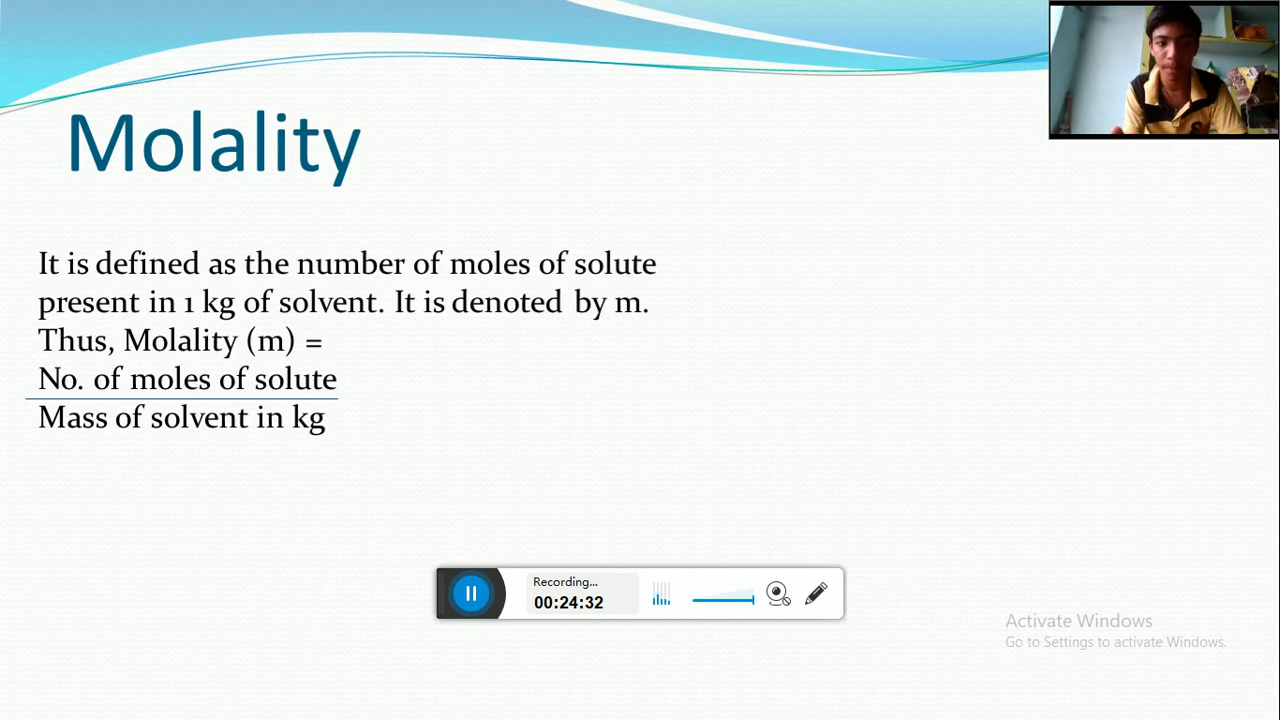 Molality
It is defined as the number of moles of solute
present in 1 kg of solvent. It is denoted by m.
Thus, Molality (m) =
No. of moles of solute
Mass of solvent in kg
Recording...
00:24:32
Activate Windows
Go to Settings to activate Windows.